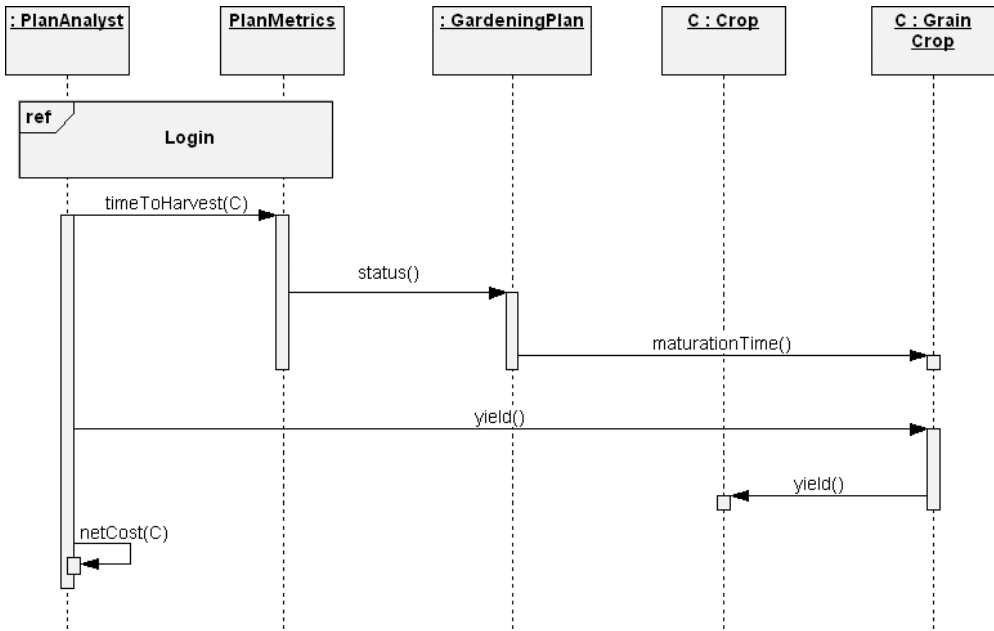 : PlanAnalyst
PlanMetrics
: GardeningPlan
C : Crop
C : Grain
Crop
ref
Login
timeToHarvest(C)
status()
maturationTime()
yield()
yield()
netCost(C)